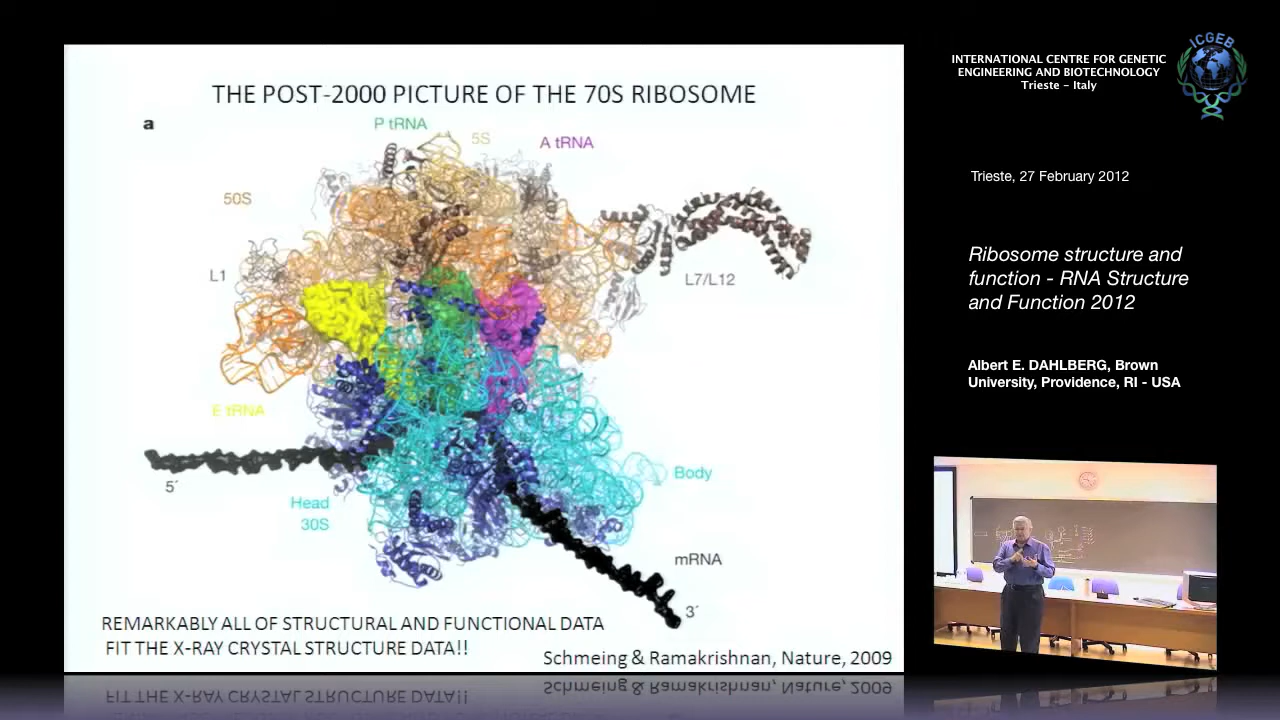 THE POST-2000 PICTURE OF THE 70S RIBOSOME
a
P tRNA
5S
A tRNA
50S
L1
L7/L12
E tRNA
5´
Head
30S
Body
mRNA
3´
REMARKABLY ALL OF STRUCTURAL AND FUNCTIONAL DATA
FIT THE X-RAY CRYSTAL STRUCTURE DATA!!
Schmeing & Ramakrishnan, Nature, 2009
INTERNATIONAL CENTRE FOR GENETIC
ENGINEERING AND BIOTECHNOLOGY
Trieste - Italy
ICGEB
Trieste, 27 February 2012
Ribosome structure and
function - RNA Structure
and Function 2012
Albert E. DAHLBERG, Brown
University, Providence, RI - USA